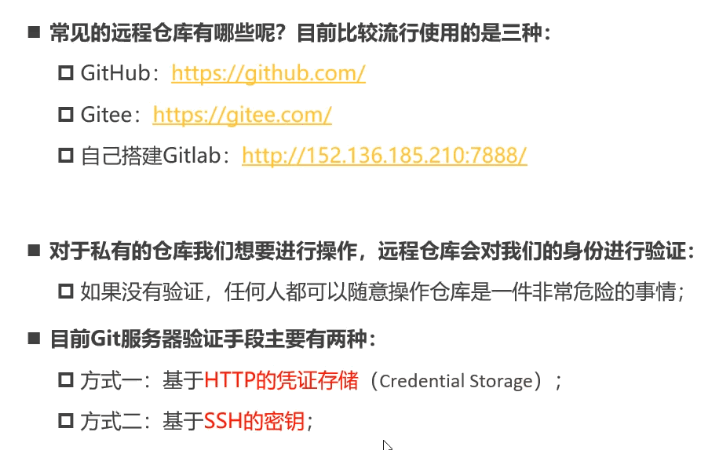 常见的远程仓库有哪些呢？目前比较流行使用的是三种：
GitHub：https://github.com/
Gitee：https://gitee.com/
自己搭建Gitlab：http://152.136.185.210:7888/
对于私有的仓库我们想要进行操作，远程仓库会对我们的身份进行验证：
如果没有验证，任何人都可以随意操作仓库是一件非常危险的事情；
目前Git服务器验证手段主要有两种：
方式一：基于HTTP的凭证存储（Credential Storage）；
方式二：基于SSH的密钥；